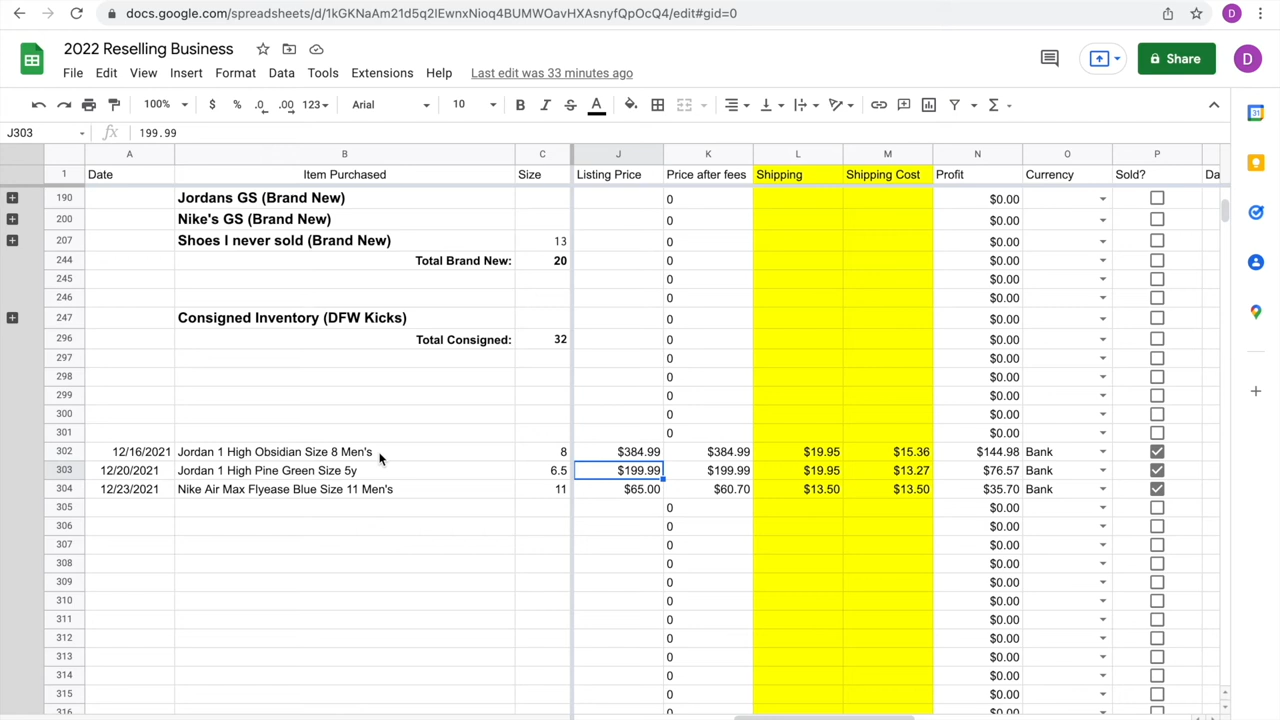 docs.google.com/spreadsheets/d/1kGKNaAm21d5q2lEwnxNioq4BUMWOavHXAsnyfQpOcQ4/edit#gid=0 D
2022 Reselling Business
File Edit View Insert Format Data Tools Extensions Help Last edit was 33 minutes ago Share D
100% $ % .0 .00 123 Arial 10 B I S A
J303 fx 199.99
A B C J K L M N O P
1 Date Item Purchased Size Listing Price Price after fees Shipping Shipping Cost Profit Currency Sold? Da
190 Jordans GS (Brand New) 0 $0.00
200 Nike's GS (Brand New) 0 $0.00
207 Shoes I never sold (Brand New) 13 0 $0.00
244 Total Brand New: 20 0 $0.00
245 0 $0.00
246 0 $0.00
247 Consigned Inventory (DFW Kicks) 0 $0.00
296 Total Consigned: 32 0 $0.00
297 0 $0.00
298 0 $0.00
299 0 $0.00
300 0 $0.00
301 0 $0.00
302 12/16/2021 Jordan 1 High Obsidian Size 8 Men's 8 $384.99 $384.99 $19.95 $15.36 $144.98 Bank
303 12/20/2021 Jordan 1 High Pine Green Size 5y 6.5 $199.99 $199.99 $19.95 $13.27 $76.57 Bank
304 12/23/2021 Nike Air Max Flyease Blue Size 11 Men's 11 $65.00 $60.70 $13.50 $13.50 $35.70 Bank
305 0 $0.00
306 0 $0.00
307 0 $0.00
308 0 $0.00
309 0 $0.00
310 0 $0.00
311 0 $0.00
312 0 $0.00
313 0 $0.00
314 0 $0.00
315 0 $0.00
316 0 $0.00